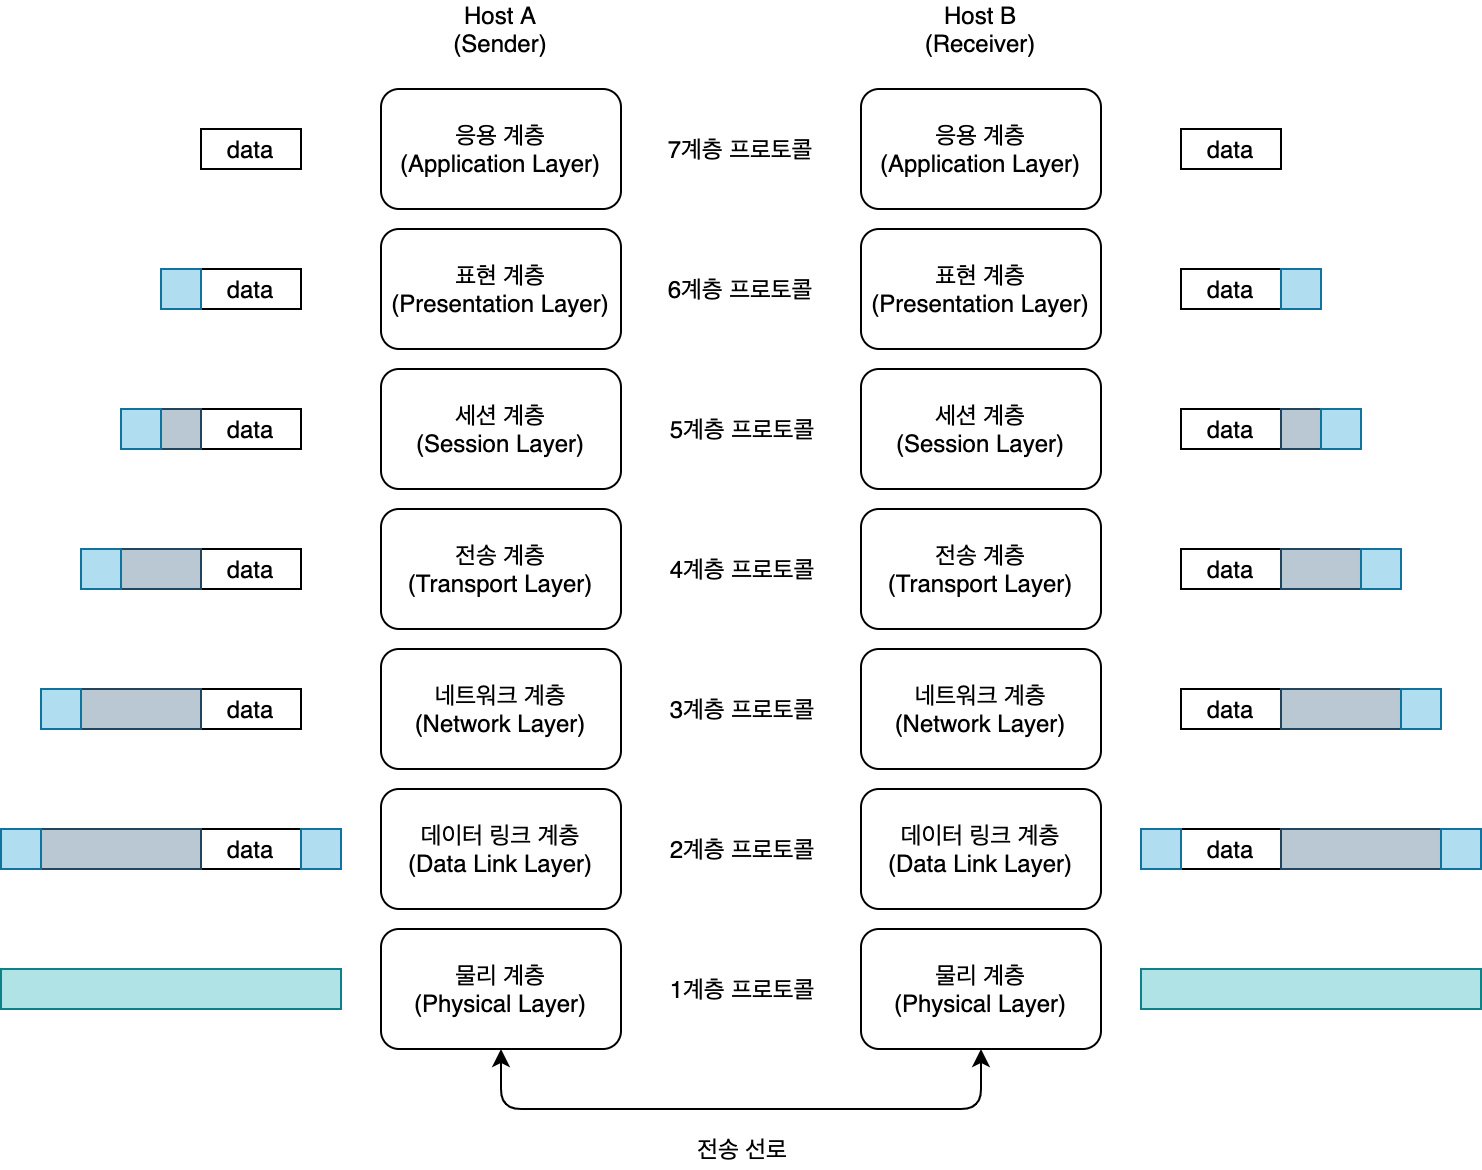 Host A
(Sender)
Host B
(Receiver)
data
응용 계층
(Application Layer)
7계층 프로토콜
응용 계층
(Application Layer)
data
data
표현 계층
(Presentation Layer)
6계층 프로토콜
표현 계층
(Presentation Layer)
data
data
세션 계층
(Session Layer)
5계층 프로토콜
세션 계층
(Session Layer)
data
data
전송 계층
(Transport Layer)
4계층 프로토콜
전송 계층
(Transport Layer)
data
data
네트워크 계층
(Network Layer)
3계층 프로토콜
네트워크 계층
(Network Layer)
data
data
데이터 링크 계층
(Data Link Layer)
2계층 프로토콜
데이터 링크 계층
(Data Link Layer)
data
물리 계층
(Physical Layer)
1계층 프로토콜
물리 계층
(Physical Layer)
전송 선로